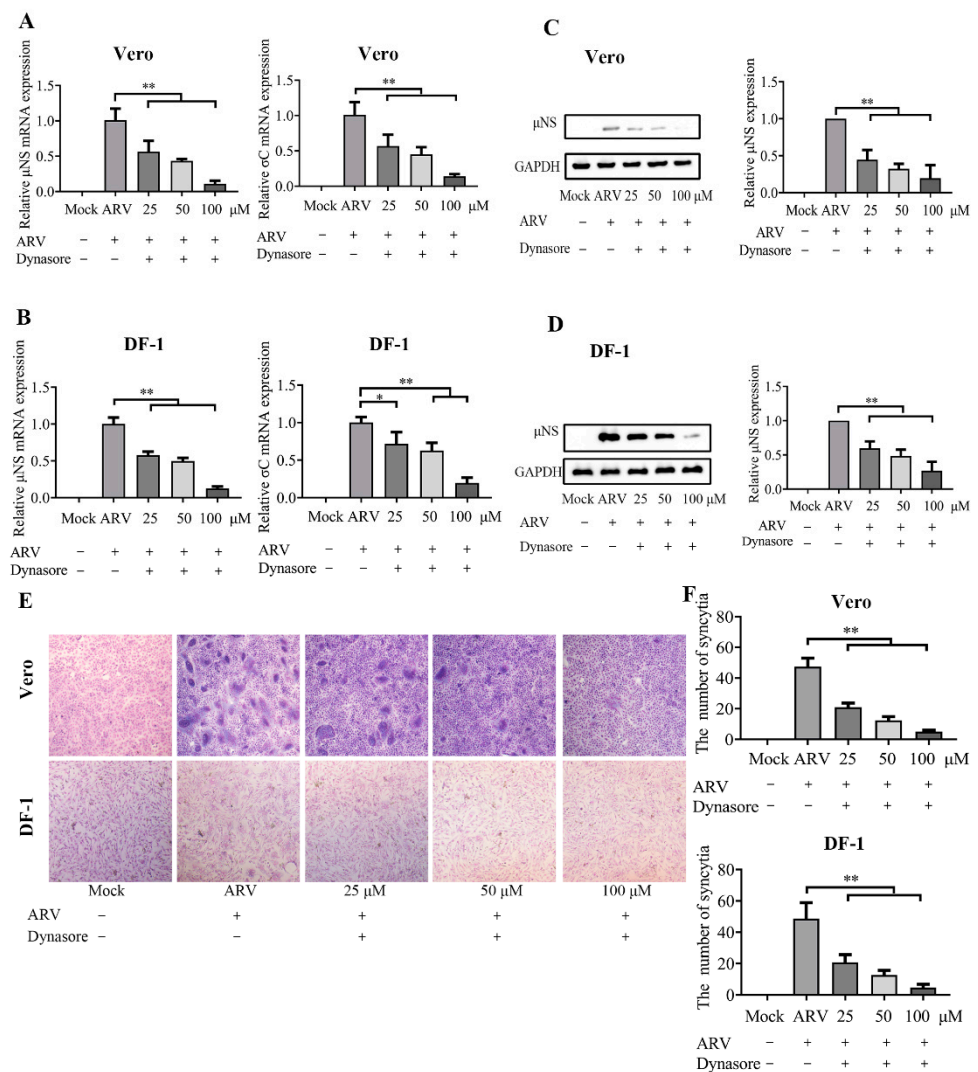 A
Vero
Relative μNS mRNA expression
1.5
1.0
0.5
0.0
**
Mock ARV 25 50 100 μM
ARV – + + + +
Dynasore – – + + +
Vero
Relative σC mRNA expression
1.5
1.0
0.5
0.0
**
Mock ARV 25 50 100 μM
ARV – + + + +
Dynasore – – + + +
C
Vero
μNS
GAPDH
Mock ARV 25 50 100 μM
ARV – + + + +
Dynasore – – + + +
Relative μNS expression
1.5
1.0
0.5
0.0
**
Mock ARV 25 50 100 μM
ARV – + + + +
Dynasore – – + + +
B
DF-1
Relative μNS mRNA expression
1.5
1.0
0.5
0.0
**
Mock ARV 25 50 100 μM
ARV – + + + +
Dynasore – – + + +
DF-1
Relative σC mRNA expression
1.5
1.0
0.5
0.0
**
*
Mock ARV 25 50 100 μM
ARV – + + + +
Dynasore – – + + +
D
DF-1
μNS
GAPDH
Mock ARV 25 50 100 μM
ARV – + + + +
Dynasore – – + + +
Relative μNS expression
1.5
1.0
0.5
0.0
**
Mock ARV 25 50 100 μM
ARV – + + + +
Dynasore – – + + +
E
Vero
DF-1
Mock ARV 25 μM 50 μM 100 μM
ARV – + + + +
Dynasore – – + + +
F
Vero
The number of syncytia
80
60
40
20
0
**
Mock ARV 25 50 100 μM
ARV – + + + +
Dynasore – – + + +
DF-1
The number of syncytia
80
60
40
20
0
**
Mock ARV 25 50 100 μM
ARV – + + + +
Dynasore – – + + +